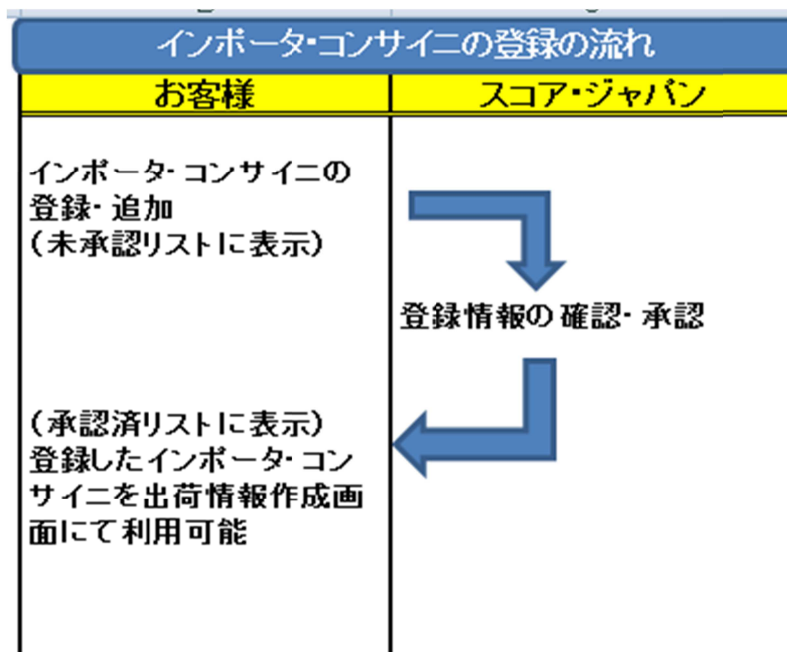 インポータ・コンサイニの登録の流れ
お客様
スコア・ジャパン
インポータ・コンサイニの
登録・追加
（未承認リストに表示）
登録情報の確認・承認
（承認済リストに表示）
登録したインポータ・コン
サイニを出荷情報作成画
面にて利用可能